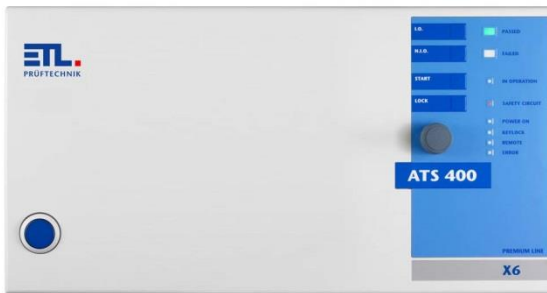 ETL.
PRÜFTECHNIK
I.O.
N.I.O.
START
LOCK
PASSED
FAILED
IN OPERATION
SAFETY CIRCUIT
POWER ON
KEYLOCK
REMOTE
ERROR
ATS 400
PREMIUM LINE
X6